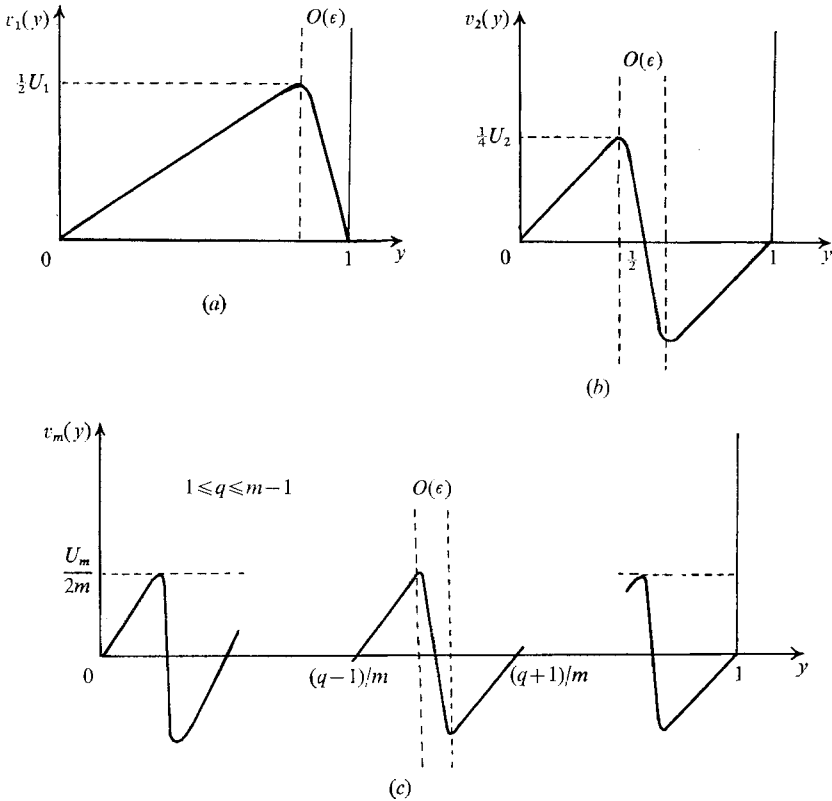 v₁(y)
O(ϵ)
½U₁
0
1
y
(a)
v₂(y)
O(ϵ)
¼U₂
0
½
1
y
(b)
vₘ(y)
1⩽q⩽m−1
O(ϵ)
Uₘ
2m
0
(q−1)/m
(q+1)/m
1
y
(c)